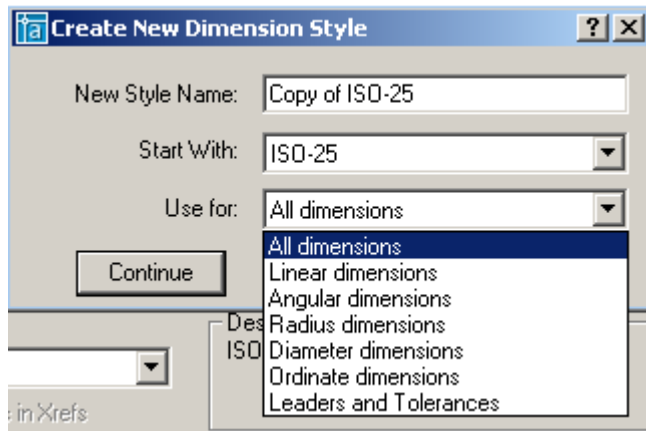 Create New Dimension Style
New Style Name: Copy of ISO-25
Start With: ISO-25
Use for: All dimensions
All dimensions
Linear dimensions
Angular dimensions
Radius dimensions
Diameter dimensions
Ordinate dimensions
Leaders and Tolerances
Continue
Des
ISO
in Xrefs